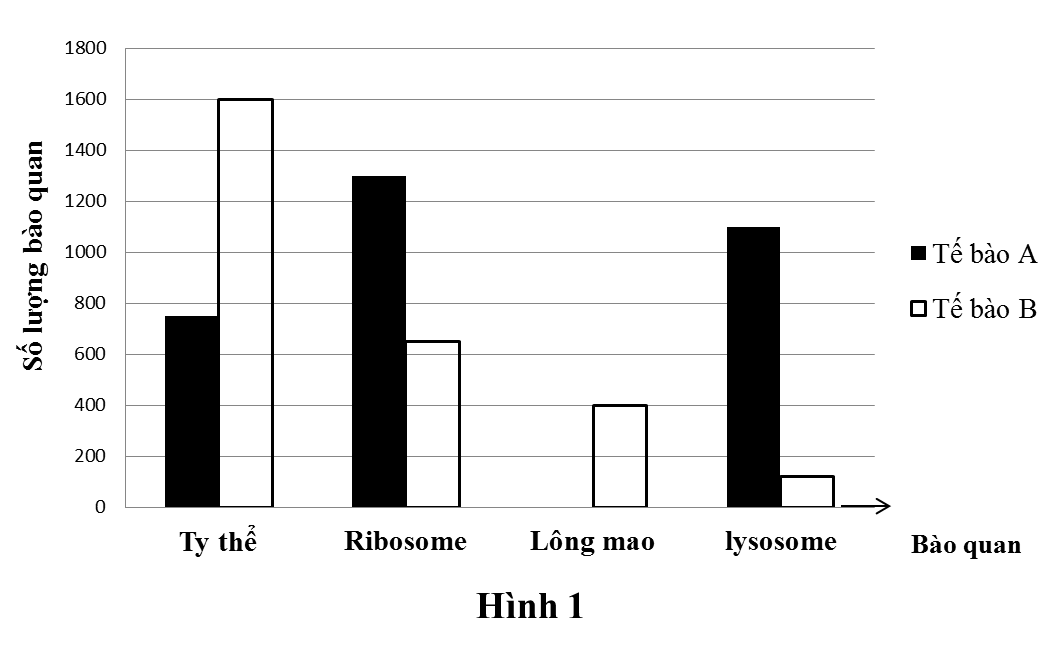 Số lượng bào quan
1800
1600
1400
1200
1000
800
600
400
200
0
Tế bào A
Tế bào B
Ty thể Ribosome Lông mao lysosome Bào quan
Hình 1